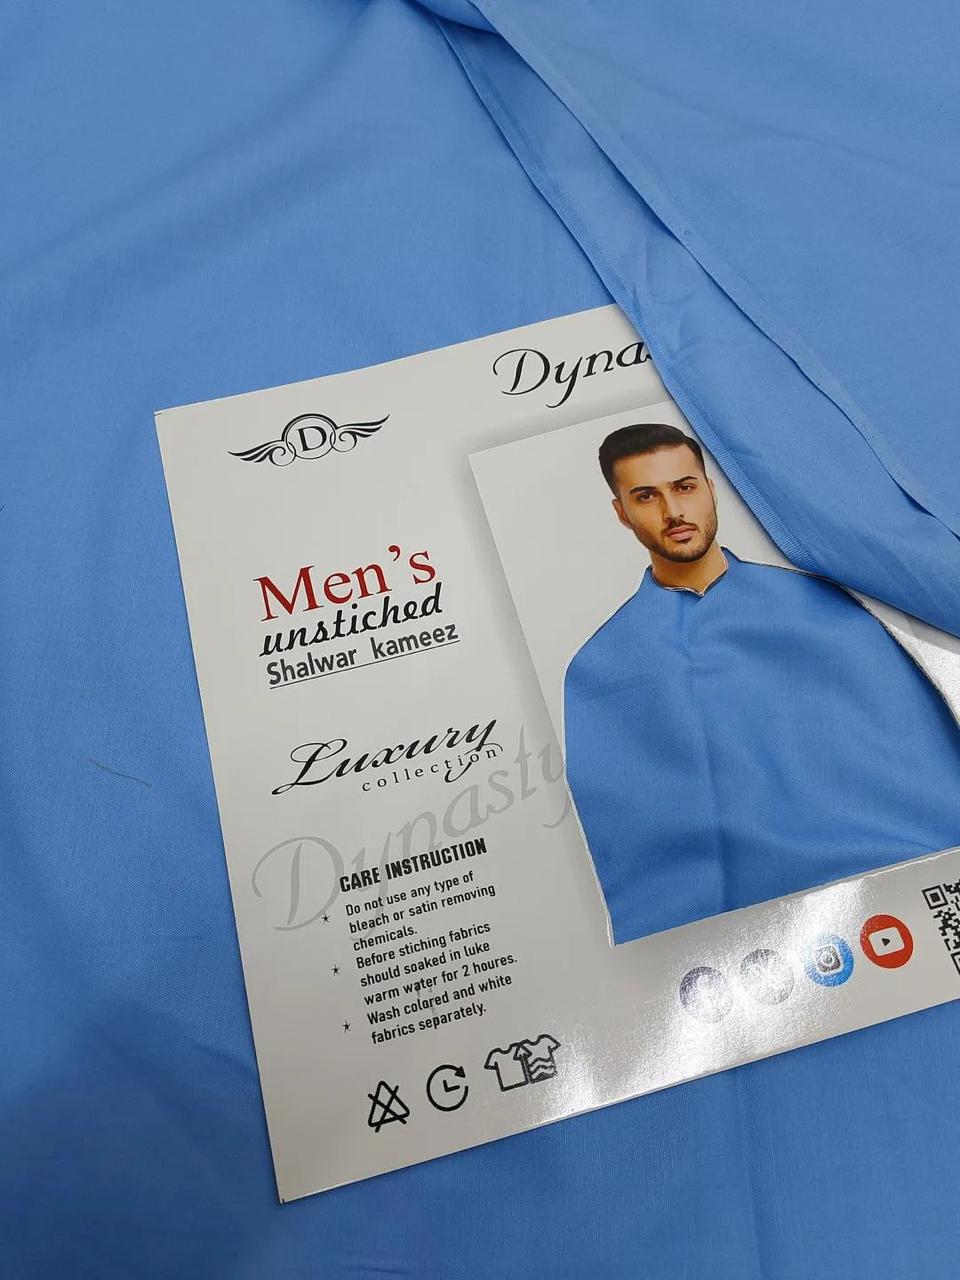 Dynas
D
Men's
unstiched
Shalwar kameez
Luxury
collection
Dynasty
CARE INSTRUCTION
Do not use any type of
bleach or satin removing
chemicals.
Before stiching fabrics
should soaked in luke
warm water for 2 houres.
Wash colored and white
fabrics separately.